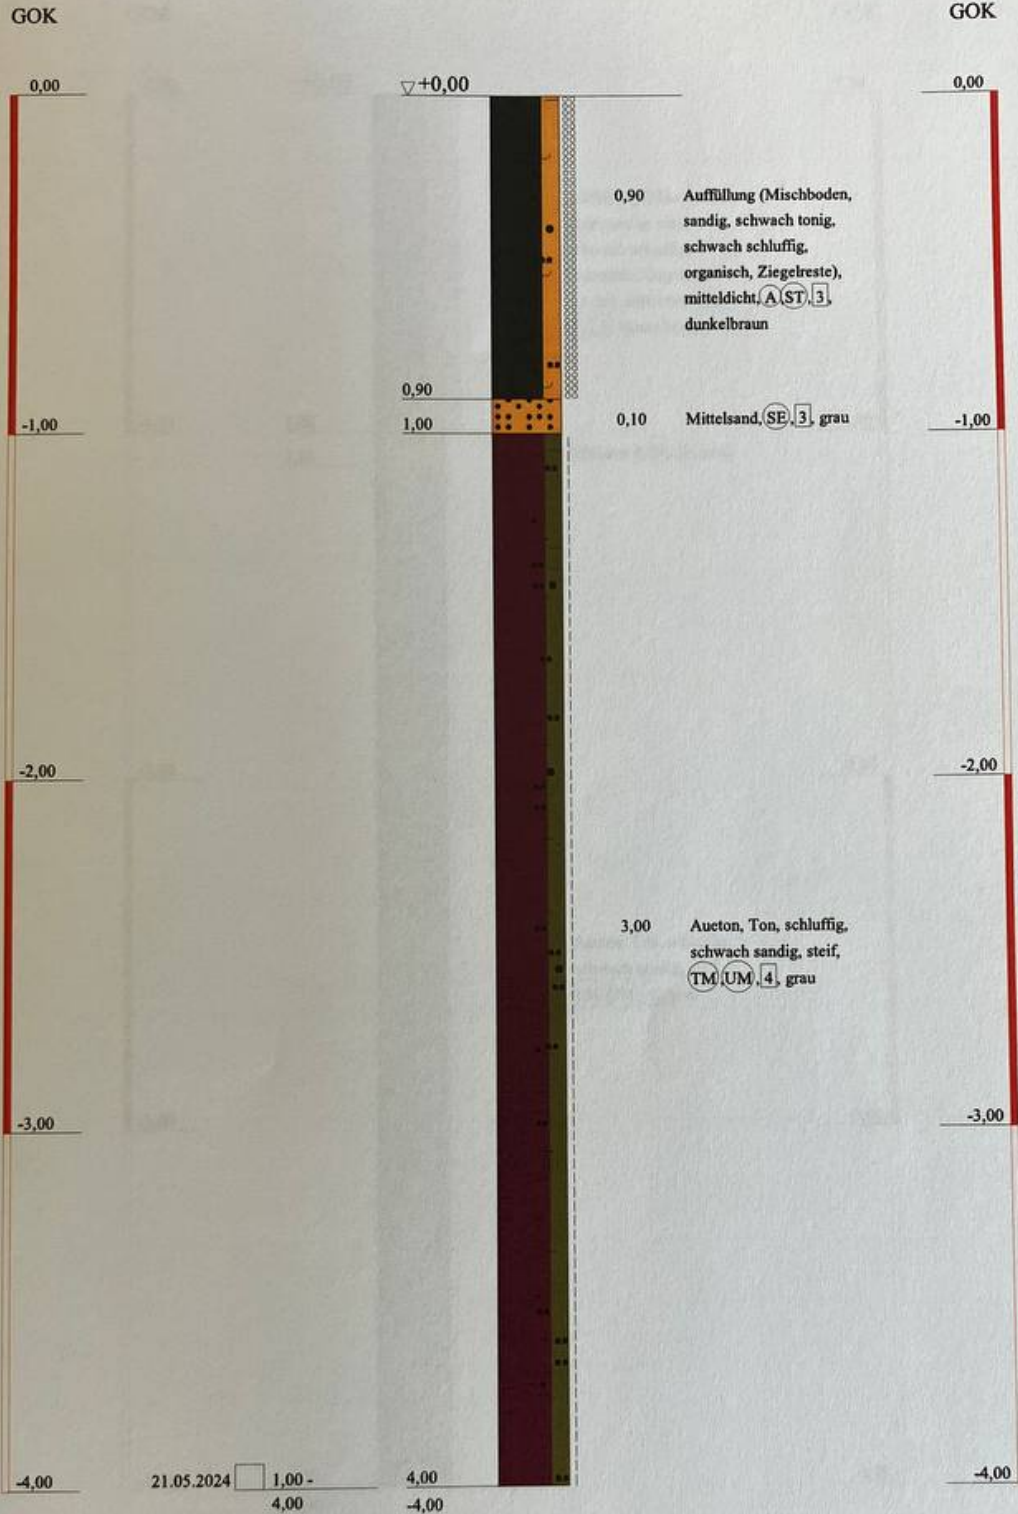 GOK GOK
0,00 +0,00 0,00
0,90 Auffüllung (Mischboden,
sandig, schwach tonig,
schwach schluffig,
organisch, Ziegelreste),
mitteldicht, A, ST, 3,
dunkelbraun
0,90
-1,00 1,00 0,10 Mittelsand, SE, 3, grau -1,00
-2,00 -2,00
3,00 Aueton, Ton, schluffig,
schwach sandig, steif,
TM, UM, 4, grau
-3,00 -3,00
-4,00 21.05.2024 1,00 - 4,00 -4,00
4,00 -4,00